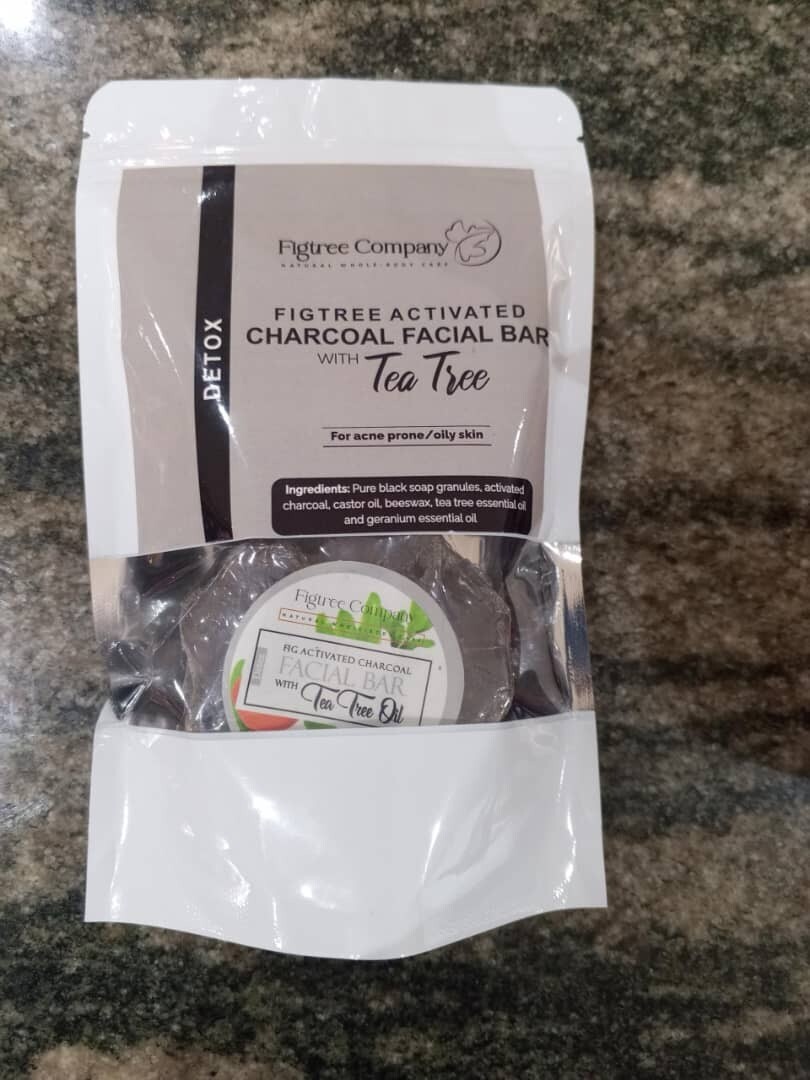 Figtree Company
NATURAL WHOLE-BODY CARE
DETOX
FIGTREE ACTIVATED
CHARCOAL FACIAL BAR
WITH Tea Tree
For acne prone/oily skin
Ingredients: Pure black soap granules, activated
charcoal, castor oil, beeswax, tea tree essential oil
and geranium essential oil
Figtree Company
NATURAL
FIG ACTIVATED CHARCOAL
FACIAL BAR
WITH Tea Tree Oil